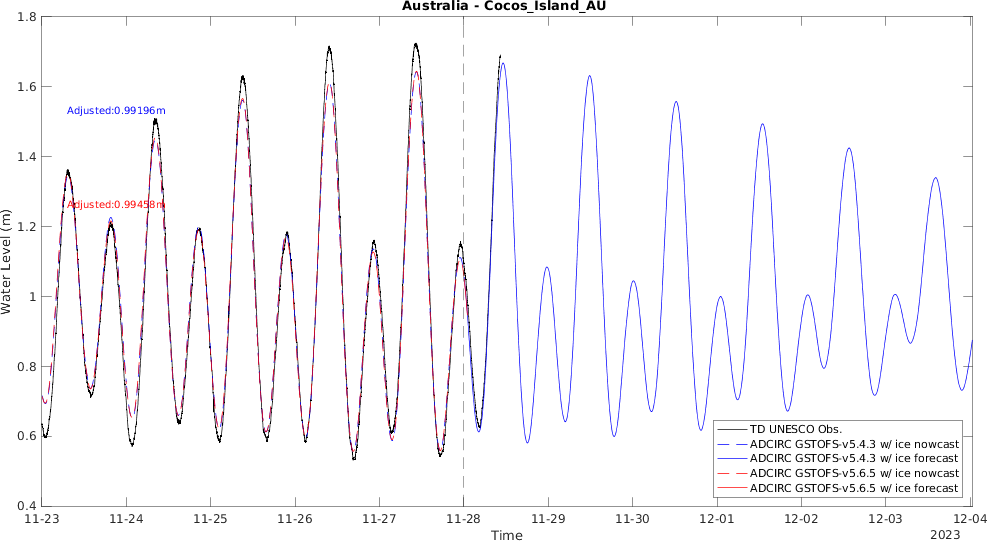 Australia - Cocos_Island_AU
1.8
1.6
1.4
1.2
1
0.8
0.6
0.4
Water Level (m)
Adjusted:0.99196m
Adjusted:0.99458m
TD UNESCO Obs.
ADCIRC GSTOFS-v5.4.3 w/ ice nowcast
ADCIRC GSTOFS-v5.4.3 w/ ice forecast
ADCIRC GSTOFS-v5.6.5 w/ ice nowcast
ADCIRC GSTOFS-v5.6.5 w/ ice forecast
11-23 11-24 11-25 11-26 11-27 11-28 11-29 11-30 12-01 12-02 12-03 12-04
Time
2023